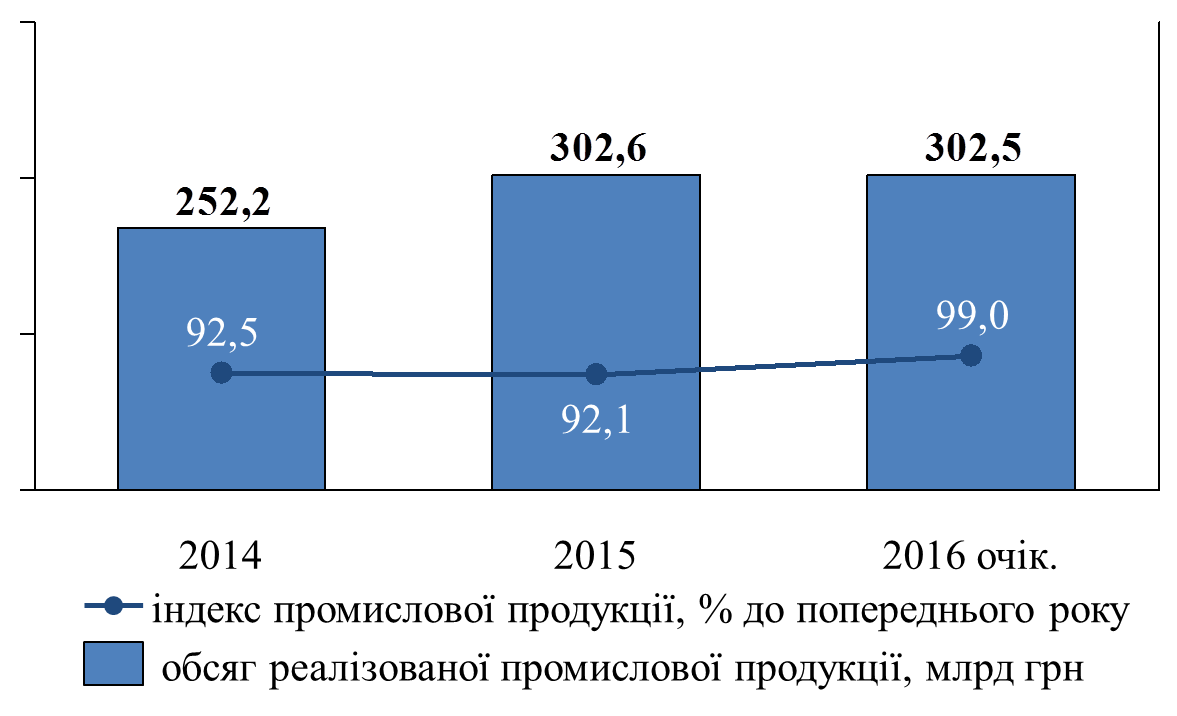 302,6
302,5
252,2
99,0
92,5
92,1
2014
2015
2016 очік.
індекс промислової продукції, % до попереднього року
обсяг реалізованої промислової продукції, млрд грн